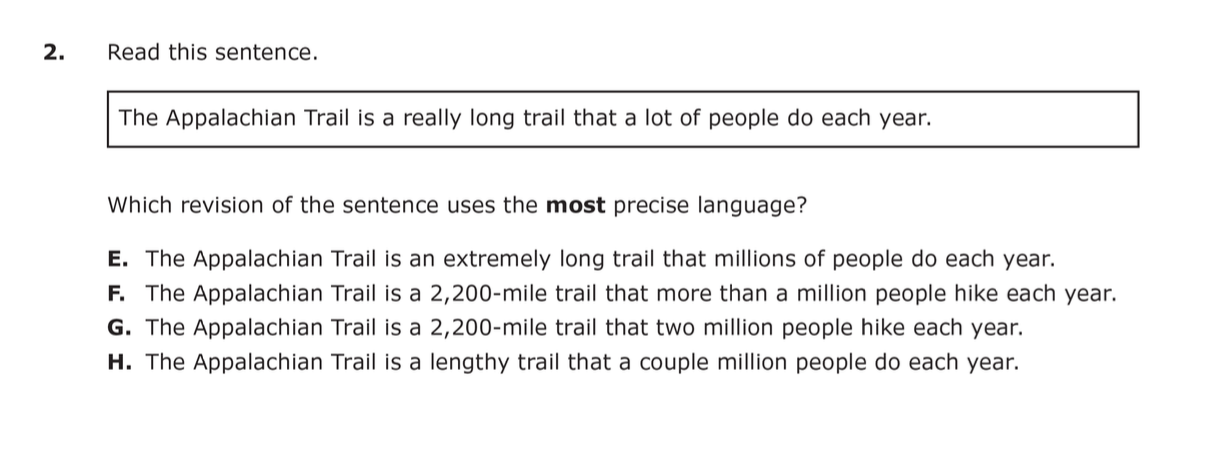 2. Read this sentence.
The Appalachian Trail is a really long trail that a lot of people do each year.
Which revision of the sentence uses the most precise language?
E. The Appalachian Trail is an extremely long trail that millions of people do each year.
F. The Appalachian Trail is a 2,200-mile trail that more than a million people hike each year.
G. The Appalachian Trail is a 2,200-mile trail that two million people hike each year.
H. The Appalachian Trail is a lengthy trail that a couple million people do each year.